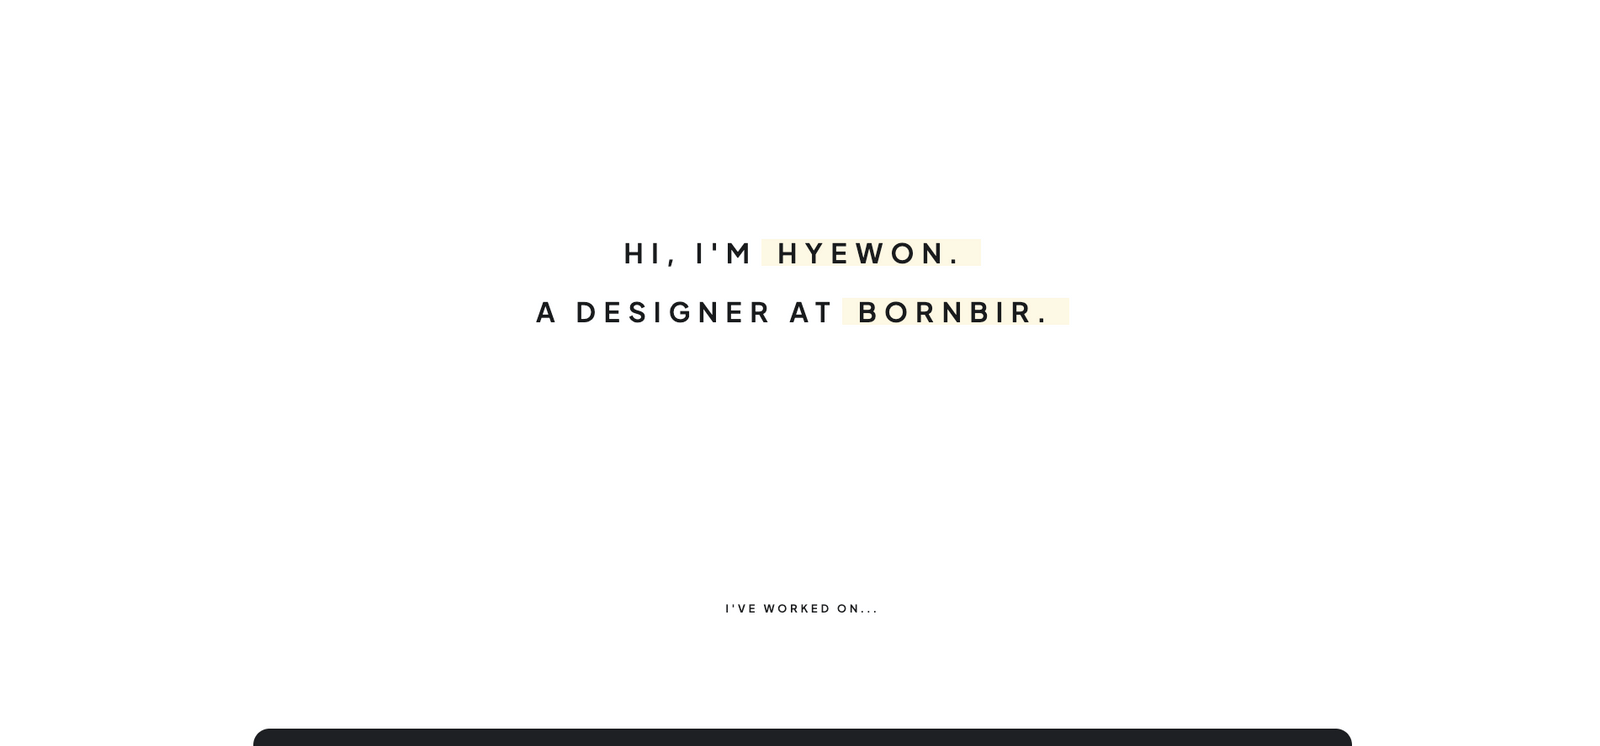 HI, I'M HYEWON.
A DESIGNER AT BORNBIR.
I'VE WORKED ON...